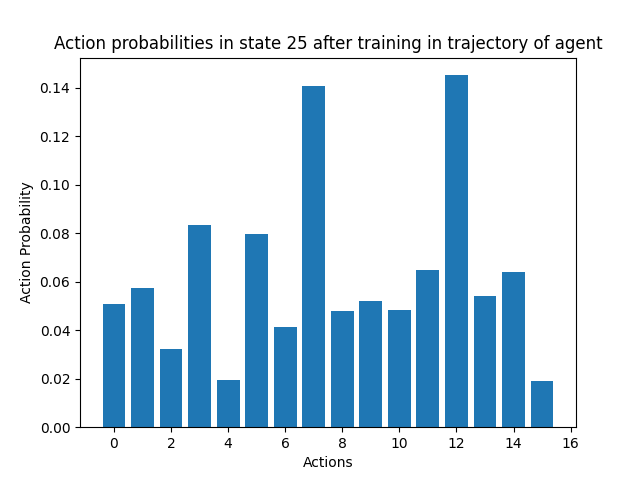 Action probabilities in state 25 after training in trajectory of agent
0.14
0.12
0.10
0.08
0.06
0.04
0.02
0.00
Action Probability
0 2 4 6 8 10 12 14 16
Actions